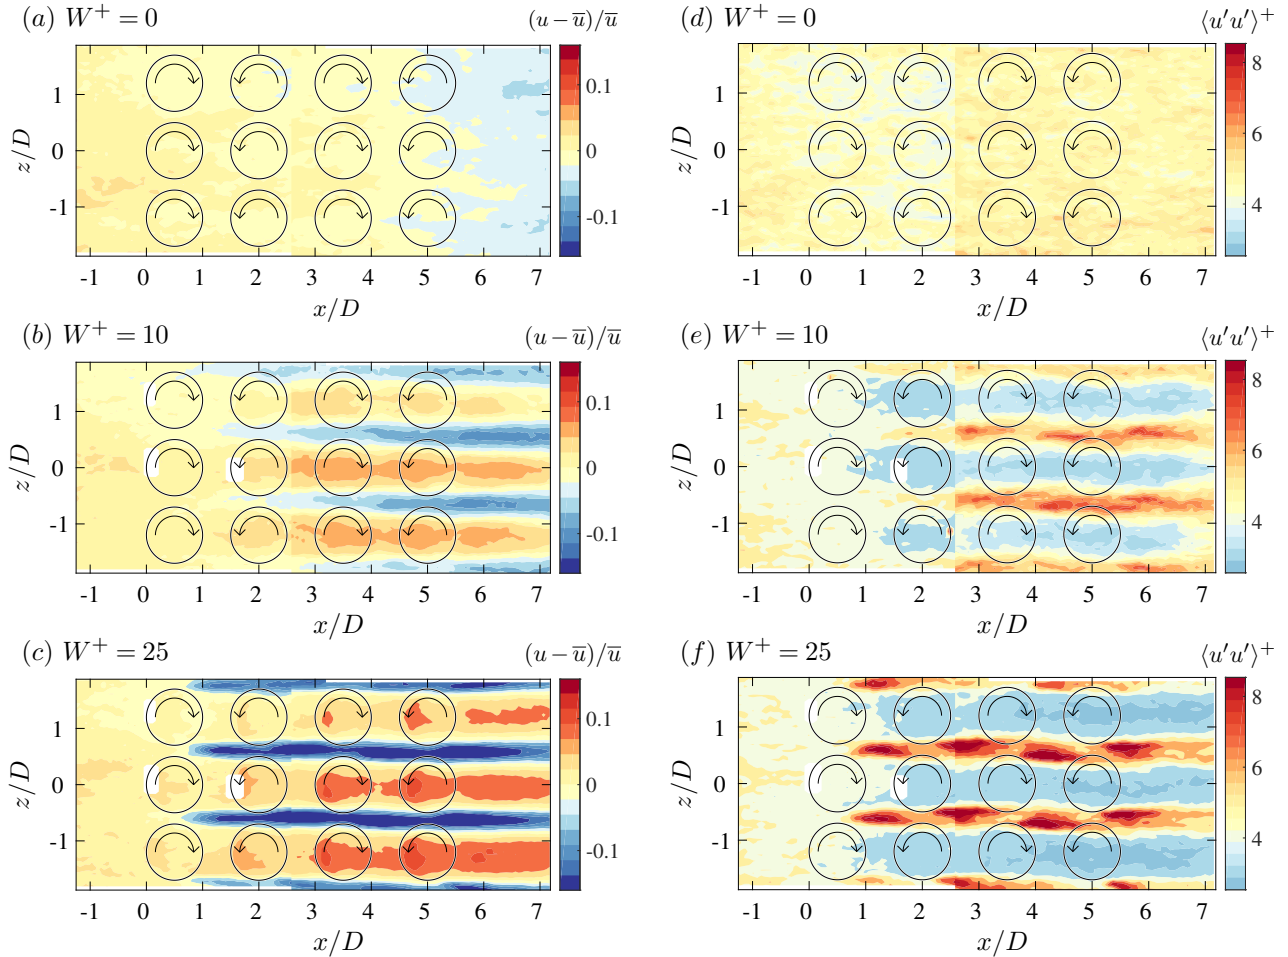 (a) W⁺ = 0
(u − u̅)/u̅
1
0
-1
z/D
-1 0 1 2 3 4 5 6 7
x/D
0.1
0
-0.1
(d) W⁺ = 0
⟨u′u′⟩⁺
1
0
-1
z/D
-1 0 1 2 3 4 5 6 7
x/D
8
6
4
(b) W⁺ = 10
(u − u̅)/u̅
1
0
-1
z/D
-1 0 1 2 3 4 5 6 7
x/D
0.1
0
-0.1
(e) W⁺ = 10
⟨u′u′⟩⁺
1
0
-1
z/D
-1 0 1 2 3 4 5 6 7
x/D
8
6
4
(c) W⁺ = 25
(u − u̅)/u̅
1
0
-1
z/D
-1 0 1 2 3 4 5 6 7
x/D
0.1
0
-0.1
(f) W⁺ = 25
⟨u′u′⟩⁺
1
0
-1
z/D
-1 0 1 2 3 4 5 6 7
x/D
8
6
4